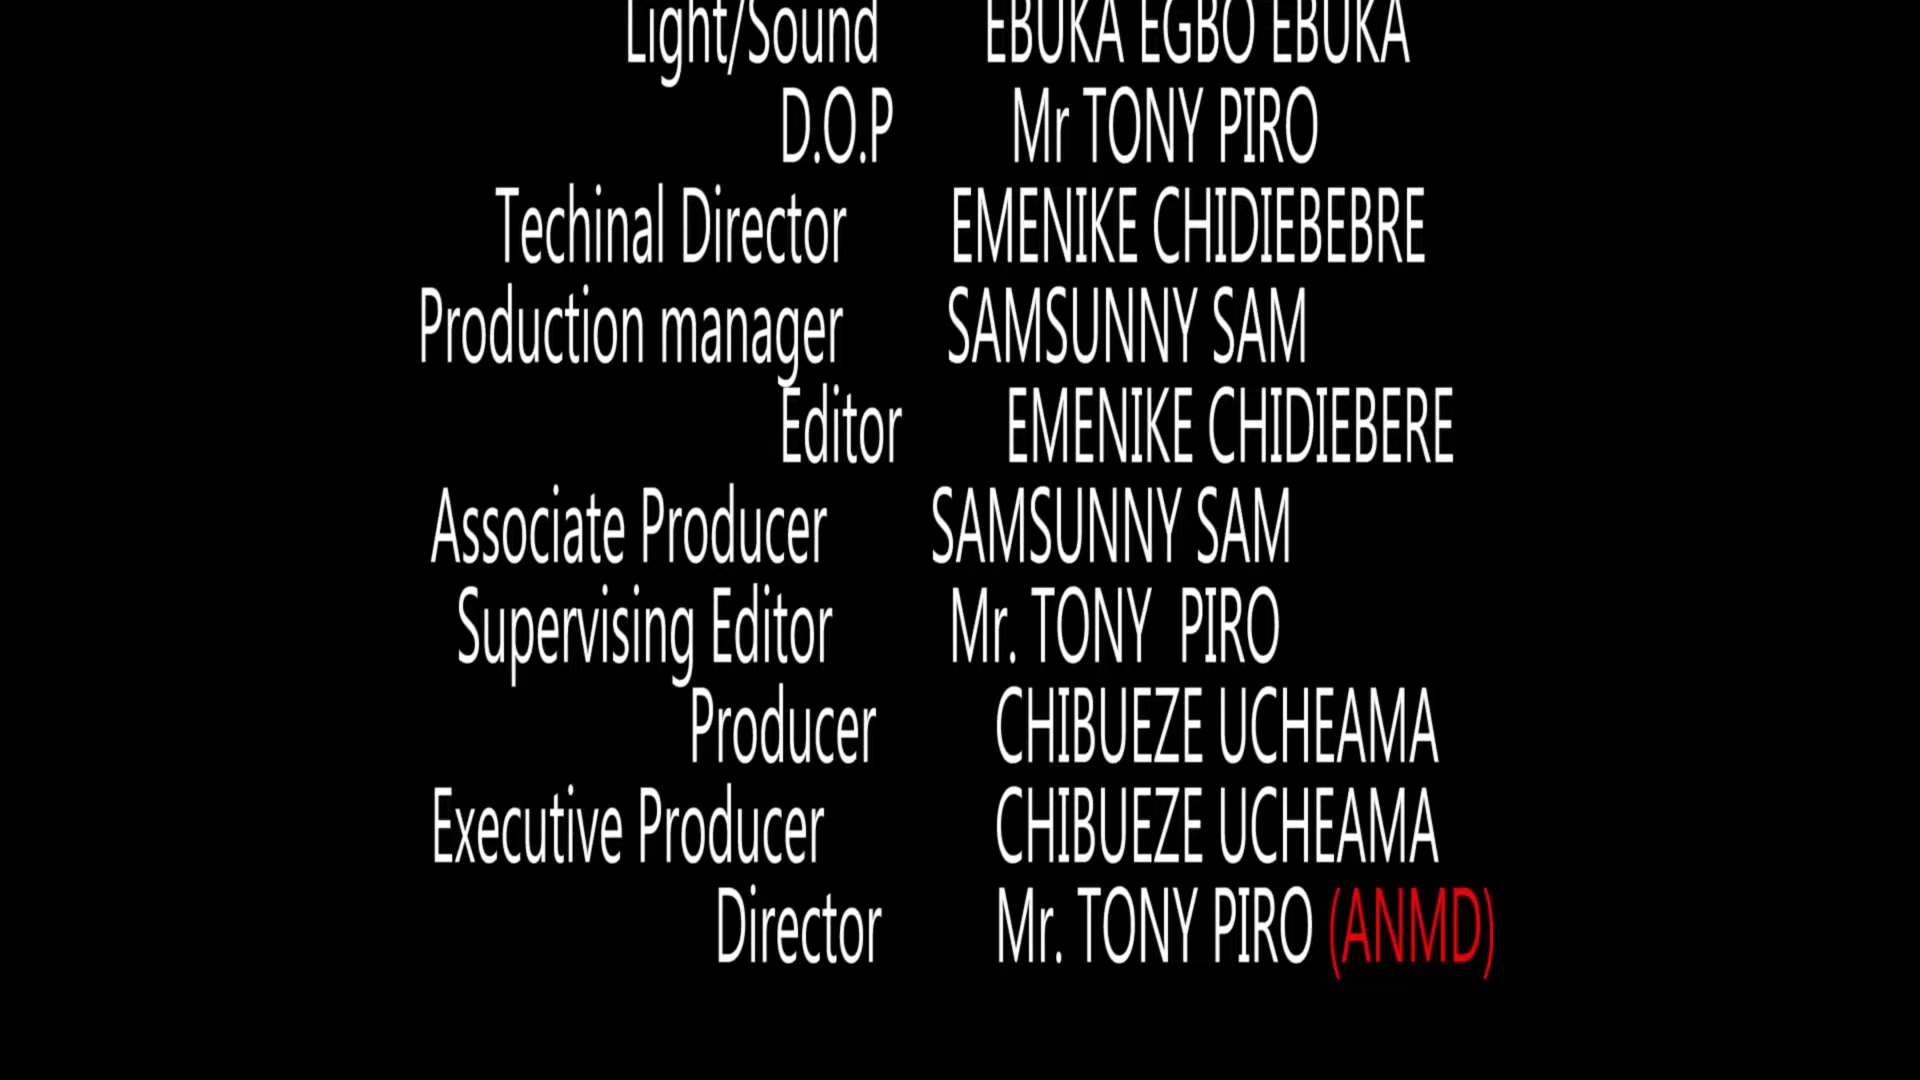 Light/Sound EBUKA EGBO EBUKA
D.O.P Mr TONY PIRO
Techinal Director EMENIKE CHIDIEBEBRE
Production manager SAMSUNNY SAM
Editor EMENIKE CHIDIEBERE
Associate Producer SAMSUNNY SAM
Supervising Editor Mr. TONY PIRO
Producer CHIBUEZE UCHEAMA
Executive Producer CHIBUEZE UCHEAMA
Director Mr. TONY PIRO (ANMD)